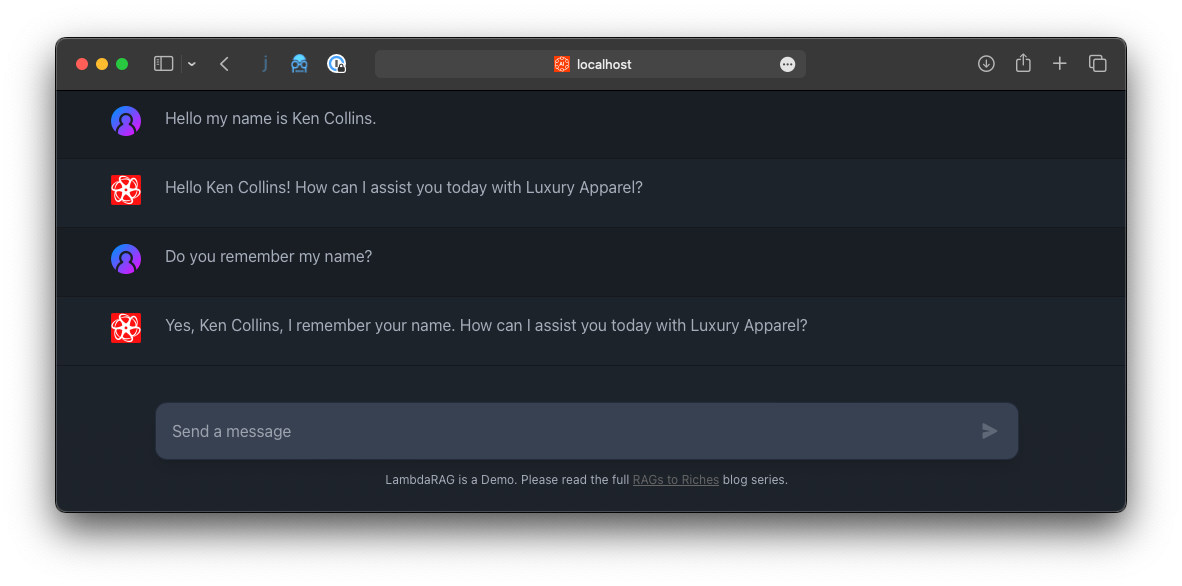 localhost
Hello my name is Ken Collins.
Hello Ken Collins! How can I assist you today with Luxury Apparel?
Do you remember my name?
Yes, Ken Collins, I remember your name. How can I assist you today with Luxury Apparel?
Send a message
LambdaRAG is a Demo. Please read the full RAGs to Riches blog series.